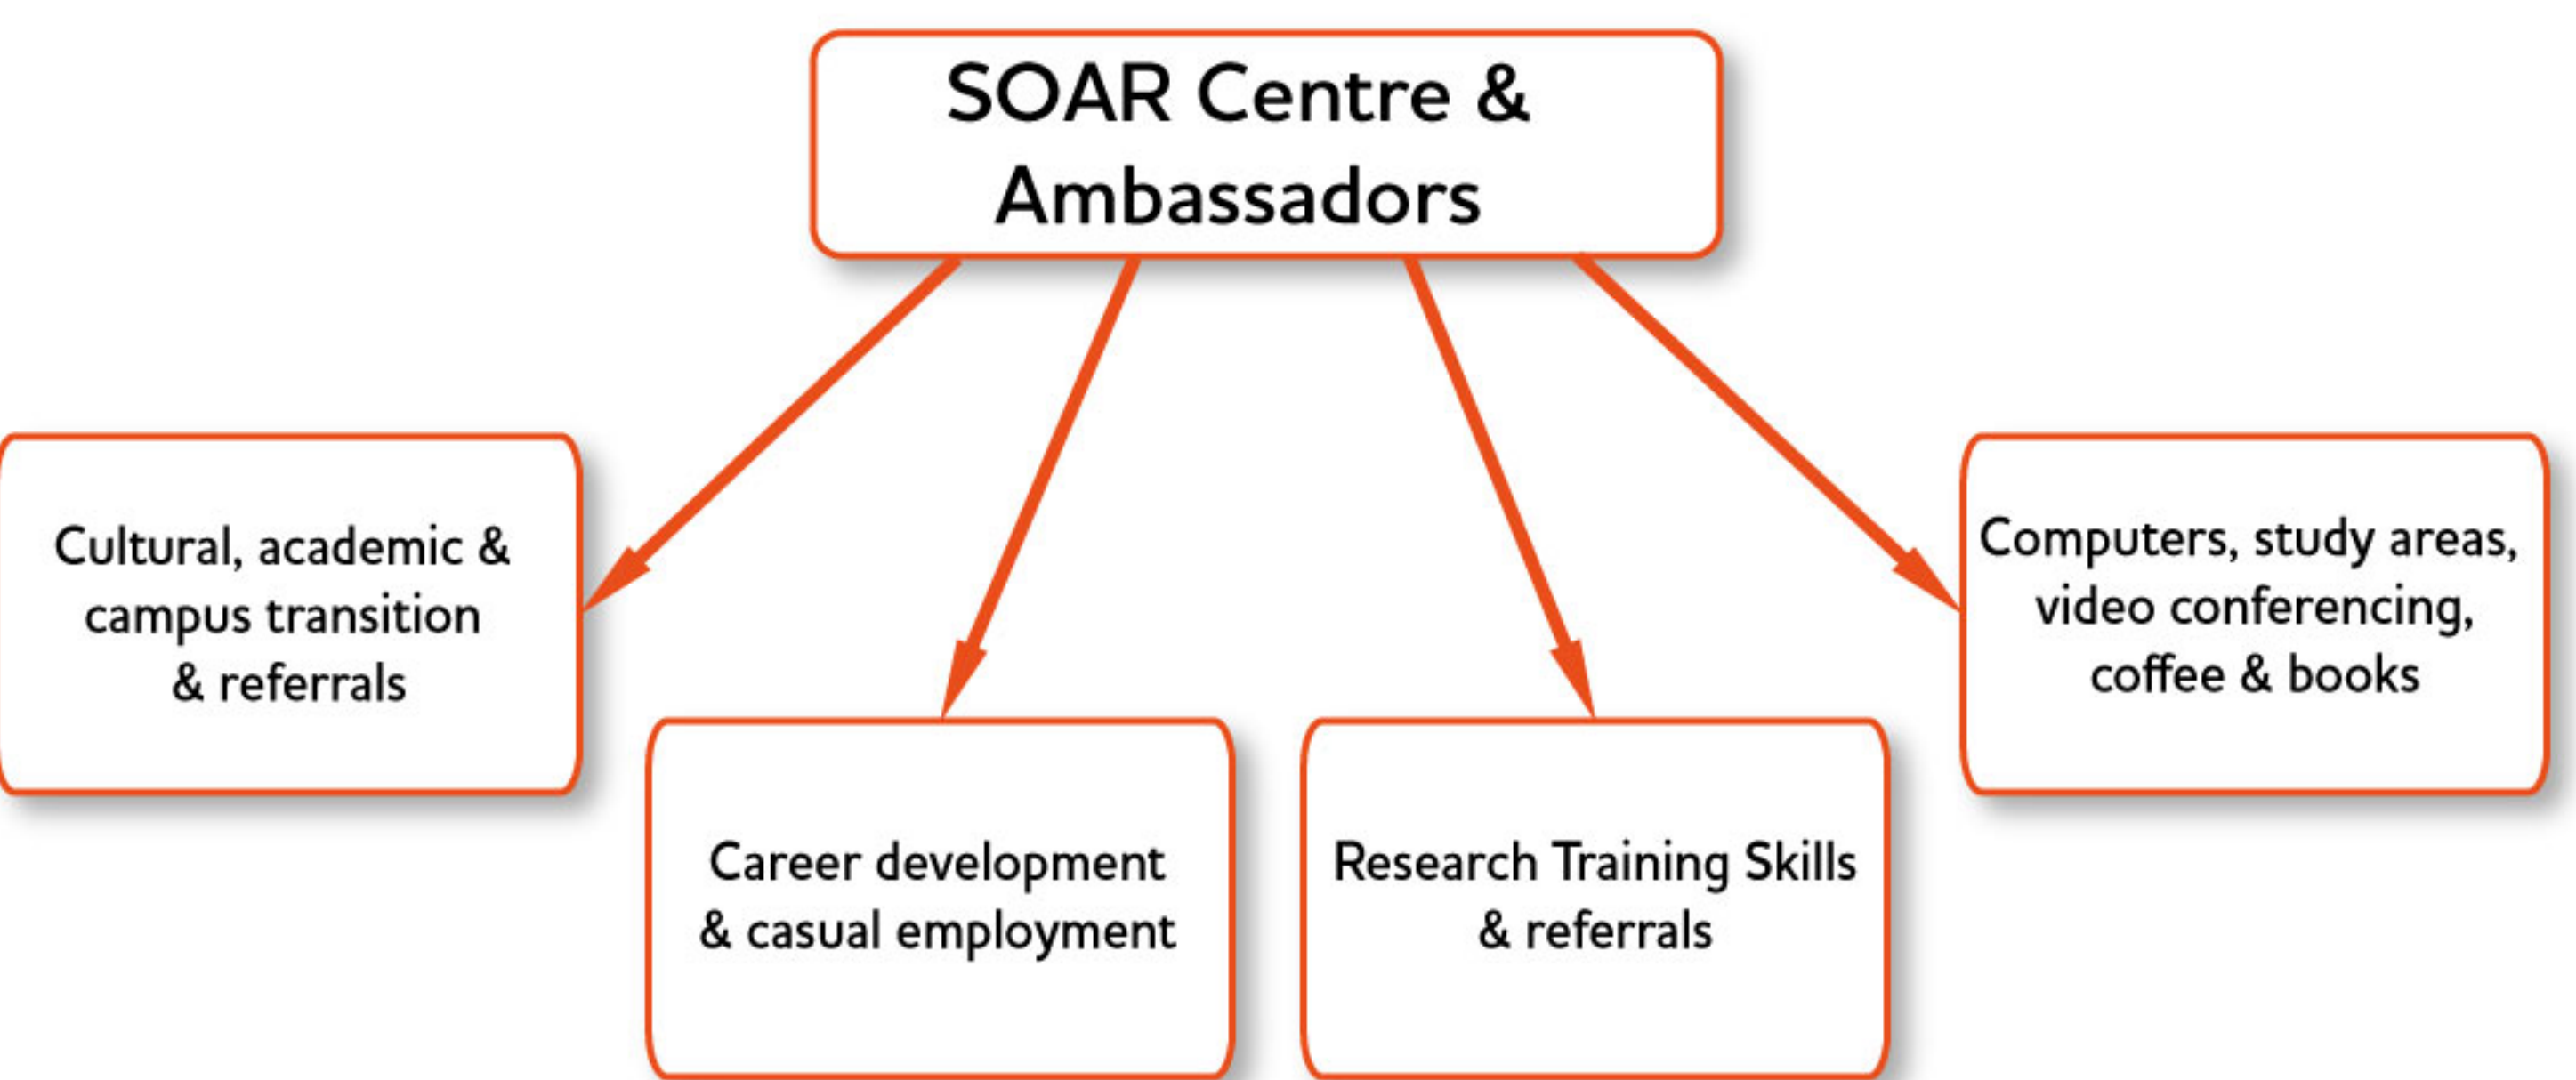 SOAR Centre &
Ambassadors
Cultural, academic &
campus transition
& referrals
Career development
& casual employment
Research Training Skills
& referrals
Computers, study areas,
video conferencing,
coffee & books